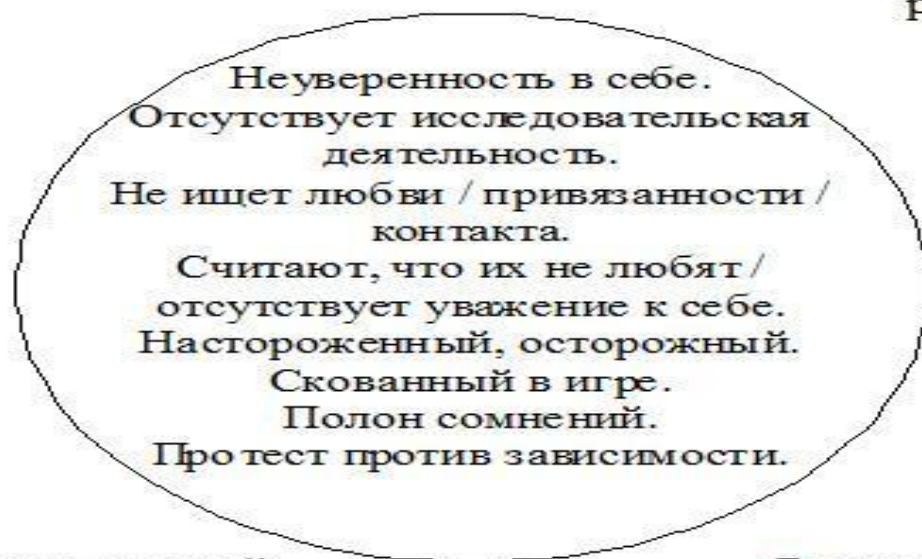 Неуверенность в себе.
Отсутствует исследовательская
деятельность.
Не ищет любви / привязанности /
контакта.
Считают, что их не любят /
отсутствует уважение к себе.
Настороженный, осторожный.
Скованный в игре.
Полон сомнений.
Протест против зависимости.